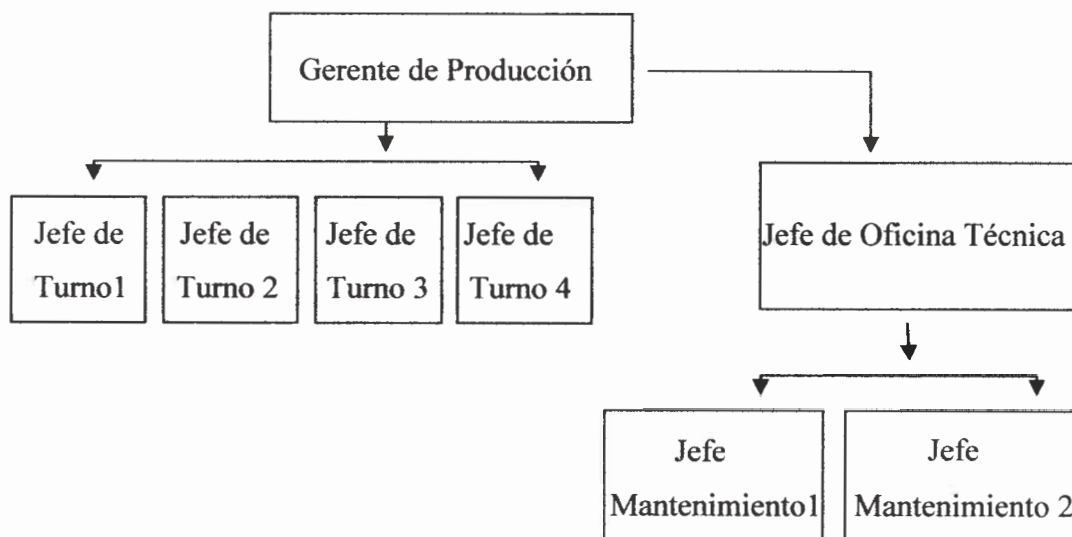 Gerente de Producción
Jefe de
Turno1
Jefe de
Turno 2
Jefe de
Turno 3
Jefe de
Turno 4
Jefe de Oficina Técnica
Jefe
Mantenimiento1
Jefe
Mantenimiento 2